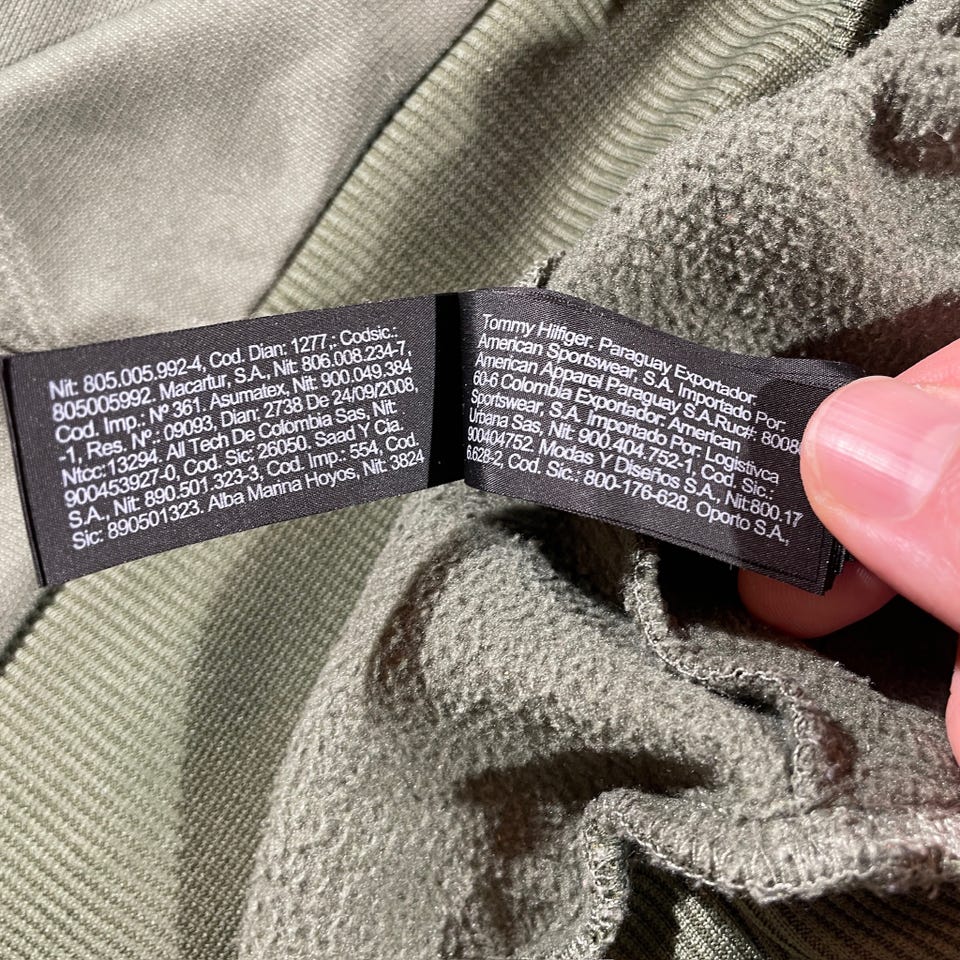 Nit: 805.005.992-4, Cod. Dian: 1277,: Codsic.:
805005992. Macartur, S.A., Nit: 806.008.234-7,
Cod. Imp.: Nº 361. Asumatex, Nit: 900.049.384
-1, Res. Nº.: 09093, Dian: 2738 De 24/09/2008,
Ntcc:13294. All Tech De Colombia Sas, Nit:
900453927-0, Cod. Sic: 26050. Saad Y Cia.
S.A., Nit: 890.501.323-3, Cod. Imp.: 554, Cod.
Sic: 890501323. Alba Marina Hoyos, Nit: 3824
Tommy Hilfiger. Paraguay Exportador:
American Sportswear, S.A. Importado Por:
American Apparel Paraguay S.A.Ruc#: 8008
60-6 Colombia Exportador: American
Sportswear, S.A. Importado Por: Logistivca
Urbana Sas, Nit: 900.404.752-1, Cod. Sic.:
900404752. Modas Y Diseños S.A., Nit:800.17
6.628-2, Cod. Sic.: 800-176-628. Oporto S.A.,